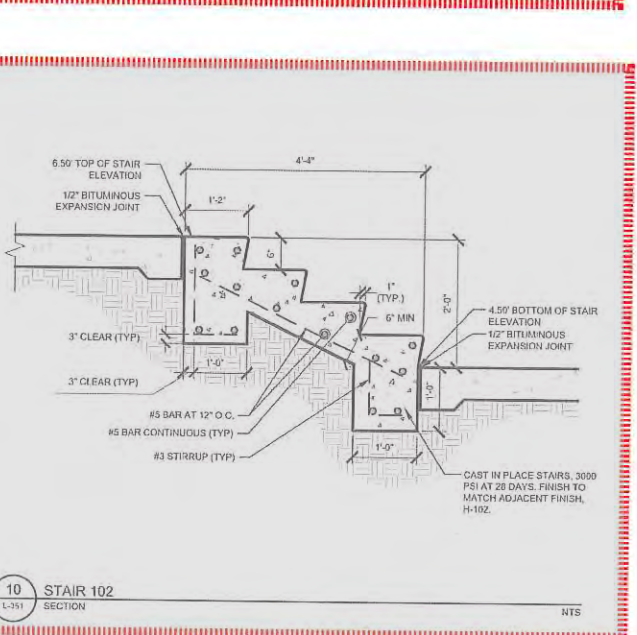 6.50' TOP OF STAIR
ELEVATION
1/2" BITUMINOUS
EXPANSION JOINT
4'-4"
1'-2"
6"
1"
(TYP.)
6" MIN
2'-0"
4.50' BOTTOM OF STAIR
ELEVATION
1/2" BITUMINOUS
EXPANSION JOINT
3" CLEAR (TYP)
3" CLEAR (TYP)
1'-0"
1'-0"
#5 BAR AT 12" O.C.
#5 BAR CONTINUOUS (TYP)
#3 STIRRUP (TYP)
1'-0"
CAST IN PLACE STAIRS, 3000
PSI AT 28 DAYS. FINISH TO
MATCH ADJACENT FINISH,
H-102.
10
L-351
STAIR 102
SECTION
NTS